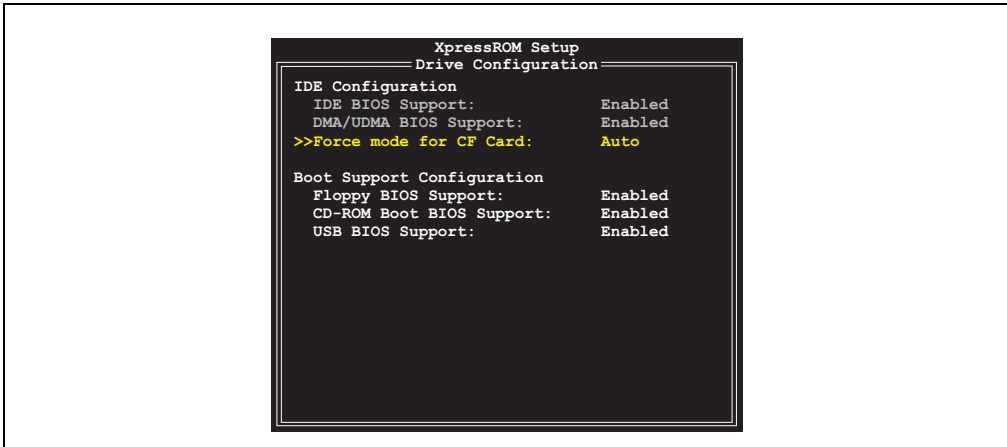 XpressROM Setup
Drive Configuration
IDE Configuration
IDE BIOS Support: Enabled
DMA/UDMA BIOS Support: Enabled
>>Force mode for CF Card: Auto
Boot Support Configuration
Floppy BIOS Support: Enabled
CD-ROM Boot BIOS Support: Enabled
USB BIOS Support: Enabled